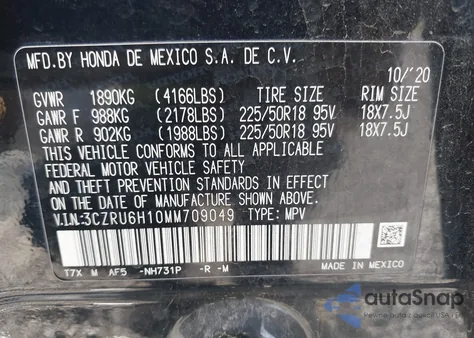 MFD.BY HONDA DE MEXICO S.A. DE C.V.
10/'20
GVWR 1890KG (4166LBS) TIRE SIZE RIM SIZE
GAWR F 988KG (2178LBS) 225/50R18 95V 18X7.5J
GAWR R 902KG (1988LBS) 225/50R18 95V 18X7.5J
THIS VEHICLE CONFORMS TO ALL APPLICABLE
FEDERAL MOTOR VEHICLE SAFETY
AND THEFT PREVENTION STANDARDS IN EFFECT
ON THE DATE OF MANUFACTURE SHOWN ABOVE.
V.I.N:3CZRU6H10MM709049 TYPE: MPV
T7X M AF5 -NH731P -R -M MADE IN MEXICO
autoSnap